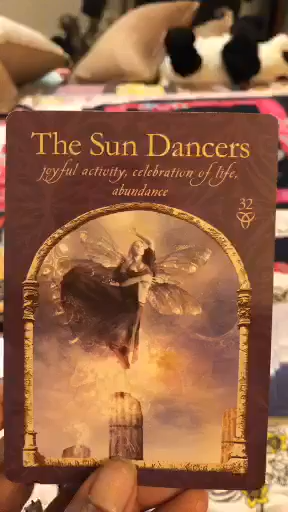 The Sun Dancers
joyful activity, celebration of life,
abundance
32